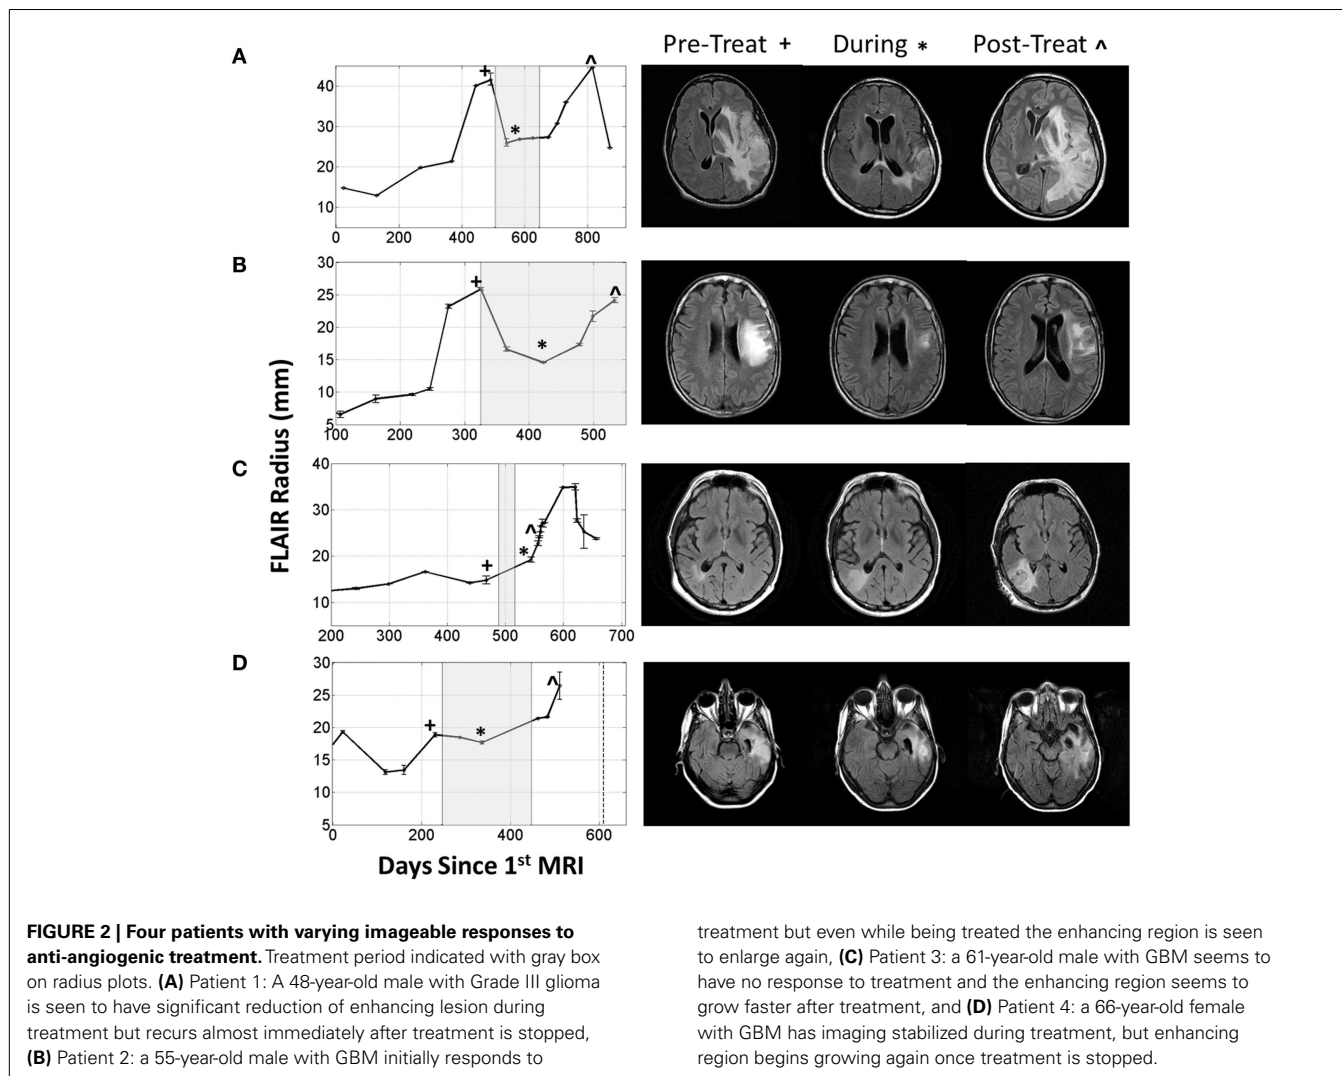 Pre-Treat + During * Post-Treat ^
A
40
30
20
10
0 200 400 600 800
+ * ^
B
30
25
20
15
10
5
100 200 300 400 500
+ * ^
FLAIR Radius (mm)
C
40
30
20
10
200 300 400 500 600 700
+ * ^
D
30
25
20
15
10
5
0 200 400 600
+ * ^
Days Since 1st MRI
FIGURE 2 | Four patients with varying imageable responses to
anti-angiogenic treatment. Treatment period indicated with gray box
on radius plots. (A) Patient 1: A 48-year-old male with Grade III glioma
is seen to have significant reduction of enhancing lesion during
treatment but recurs almost immediately after treatment is stopped,
(B) Patient 2: a 55-year-old male with GBM initially responds to
treatment but even while being treated the enhancing region is seen
to enlarge again, (C) Patient 3: a 61-year-old male with GBM seems to
have no response to treatment and the enhancing region seems to
grow faster after treatment, and (D) Patient 4: a 66-year-old female
with GBM has imaging stabilized during treatment, but enhancing
region begins growing again once treatment is stopped.